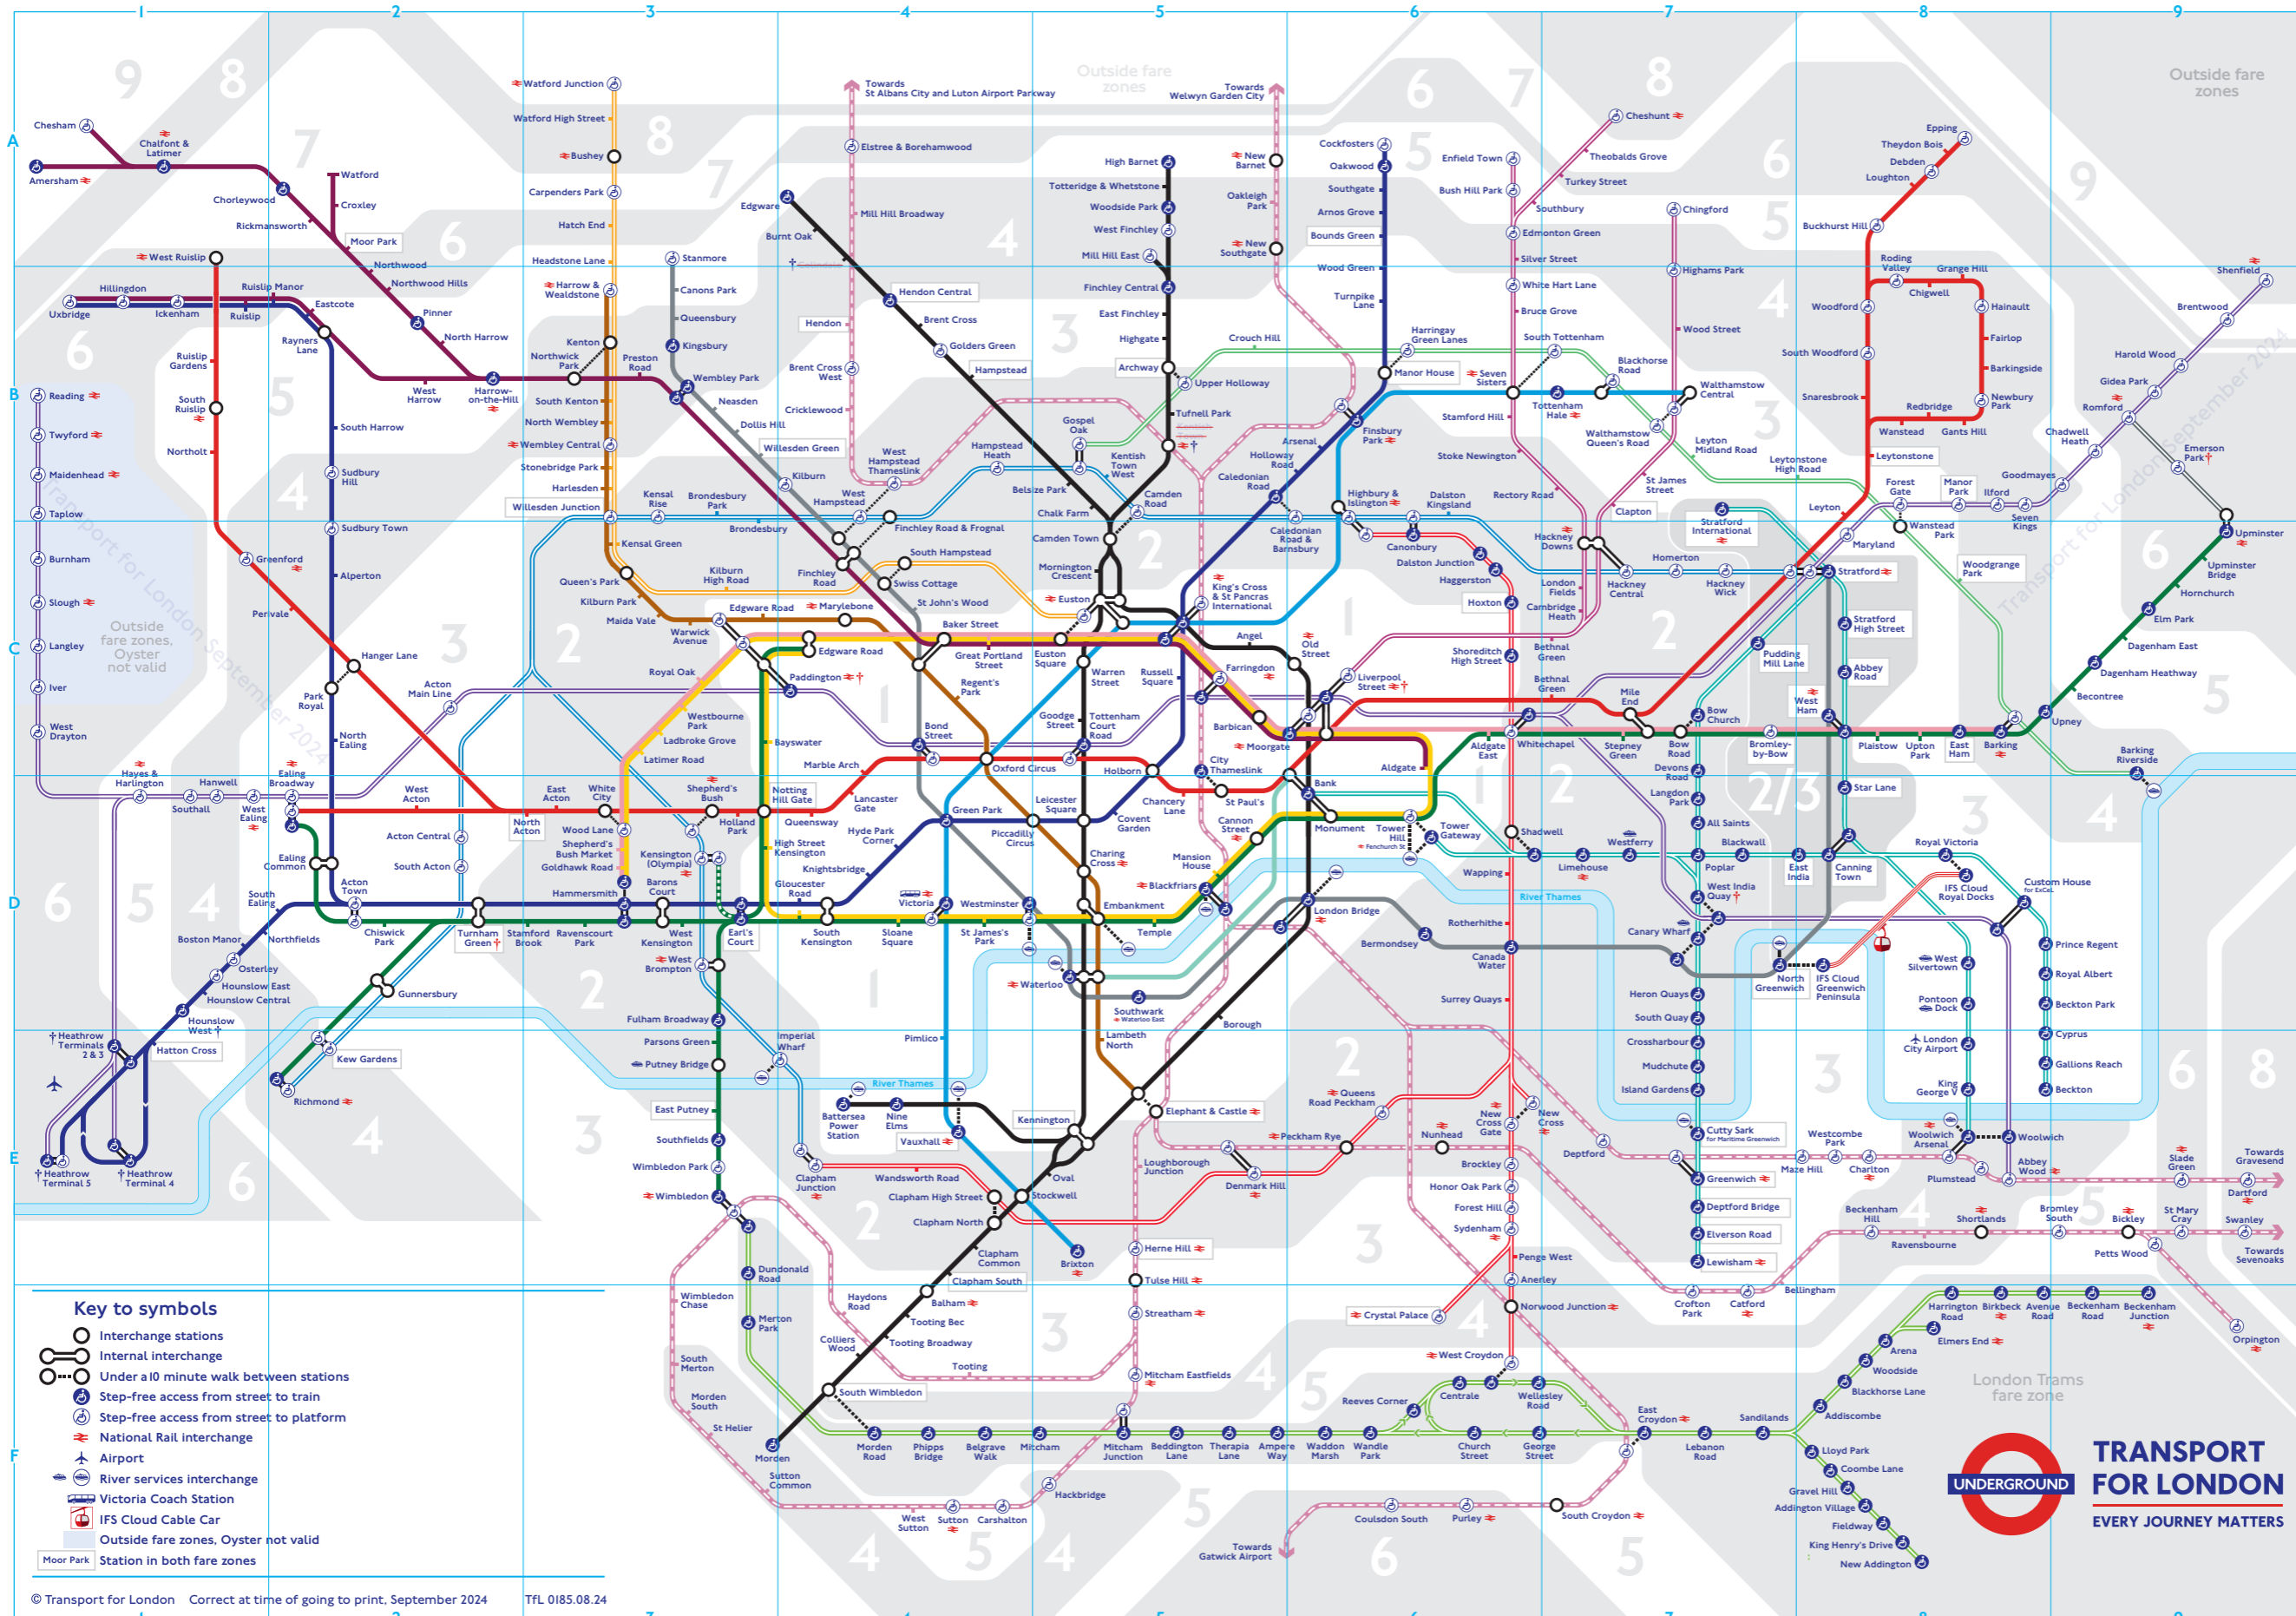 1 2 3 4 5 6 7 8 9
Outside fare
zones
Outside fare
zones
9 8 7 6 5 4 3 2 1
A
B
C
D
E
F
Chesham
Amersham
Chalfont &
Latimer
Chorleywood
Rickmansworth
Watford
Croxley
Moor Park
Northwood
Northwood Hills
Pinner
North Harrow
Harrow-
on-the-Hill
West
Harrow
Northwick
Park
Preston
Road
Wembley Park
West Ruislip
Hillingdon
Uxbridge
Ickenham
Ruislip
Ruislip Manor
Eastcote
Rayners
Lane
Ruislip
Gardens
South
Ruislip
Northolt
Greenford
Perivale
Hanger Lane
South Harrow
Sudbury
Hill
Sudbury Town
Alperton
Park
Royal
North
Ealing
Reading
Twyford
Maidenhead
Taplow
Burnham
Slough
Langley
Iver
West
Drayton
Outside
fare zones,
Oyster
not valid
Transport for London September 2024
Hayes &
Harlington
Southall
Hanwell
West
Ealing
Ealing
Broadway
Ealing
Common
West
Acton
North
Acton
East
Acton
Acton
Main Line
Acton Central
South Acton
Acton
Town
South
Ealing
Northfields
Boston Manor
Osterley
Hounslow East
Hounslow Central
Hounslow
West †
Hatton Cross
† Heathrow
Terminals
2 & 3
† Heathrow
Terminal 5
† Heathrow
Terminal 4
Chiswick
Park
Turnham
Green †
Stamford
Brook
Ravenscourt
Park
Gunnersbury
Kew Gardens
Richmond
Watford Junction
Watford High Street
Bushey
Carpenders Park
Hatch End
Headstone Lane
Harrow &
Wealdstone
Kenton
South Kenton
North Wembley
Wembley Central
Stonebridge Park
Harlesden
Willesden Junction
Kensal Green
Queen's Park
Kilburn Park
Maida Vale
Warwick
Avenue
Kilburn
High Road
South Hampstead
Stanmore
Canons Park
Queensbury
Kingsbury
Neasden
Dollis Hill
Willesden Green
Kilburn
West
Hampstead
West
Hampstead
Thameslink
Finchley Road & Frognal
Finchley
Road
Swiss Cottage
St John's Wood
Kensal
Rise
Brondesbury
Park
Brondesbury
Towards
St Albans City and Luton Airport Parkway
Elstree & Borehamwood
Mill Hill Broadway
Hendon
Brent Cross
West
Cricklewood
Edgware
Burnt Oak
† Colindale
Hendon Central
Brent Cross
Golders Green
Hampstead
Belsize Park
Chalk Farm
Camden Town
Mornington
Crescent
Euston
High Barnet
Totteridge & Whetstone
Woodside Park
West Finchley
Mill Hill East
Finchley Central
East Finchley
Highgate
Archway
Upper Holloway
Tufnell Park
Kentish
Town
†
Gospel
Oak
Hampstead
Heath
Kentish
Town
West
Camden
Road
Crouch Hill
Towards
Welwyn Garden City
New
Barnet
Oakleigh
Park
New
Southgate
Cockfosters
Oakwood
Southgate
Arnos Grove
Bounds Green
Wood Green
Turnpike
Lane
Manor House
Harringay
Green Lanes
Finsbury
Park
Arsenal
Holloway
Road
Caledonian
Road
Caledonian
Road &
Barnsbury
Highbury &
Islington
Canonbury
Dalston
Kingsland
Dalston Junction
Haggerston
Hoxton
Shoreditch
High Street
Enfield Town
Bush Hill Park
Edmonton Green
Silver Street
White Hart Lane
Bruce Grove
Seven
Sisters
South Tottenham
Stamford Hill
Stoke Newington
Rectory Road
Cheshunt
Theobalds Grove
Turkey Street
Southbury
Chingford
Highams Park
Wood Street
Blackhorse
Road
Tottenham
Hale
Walthamstow
Central
Walthamstow
Queen's Road
Leyton
Midland Road
St James
Street
Clapton
Hackney
Downs
London
Fields
Cambridge
Heath
Bethnal
Green
Hackney
Central
Homerton
Hackney
Wick
Stratford
Stratford
International
Leytonstone
High Road
Epping
Theydon Bois
Debden
Loughton
Buckhurst Hill
Roding
Valley
Grange Hill
Chigwell
Hainault
Woodford
Fairlop
South Woodford
Barkingside
Snaresbrook
Newbury
Park
Redbridge
Wanstead
Gants Hill
Leytonstone
Leyton
Forest
Gate
Manor
Park
Ilford
Seven
Kings
Goodmayes
Chadwell
Heath
Romford
Gidea Park
Harold Wood
Brentwood
Shenfield
Emerson
Park †
Upminster
Upminster
Bridge
Hornchurch
Elm Park
Dagenham East
Dagenham Heathway
Becontree
Upney
Barking
East
Ham
Upton
Park
Plaistow
Maryland
Wanstead
Park
Woodgrange
Park
Barking
Riverside
Transport for London September 2024
Edgware Road
Marylebone
Baker Street
Great Portland
Street
Euston
Square
King's Cross
& St Pancras
International
Angel
Old
Street
Royal Oak
Westbourne
Park
Ladbroke Grove
Latimer Road
Edgware Road
Paddington †
Bayswater
Regent's
Park
Warren
Street
Russell
Square
Farringdon
Barbican
Moorgate
Liverpool
Street †
Goodge
Street
Tottenham
Court
Road
Bond
Street
Oxford Circus
Marble Arch
Lancaster
Gate
Queensway
Notting
Hill Gate
Holland
Park
Shepherd's
Bush
White
City
Wood Lane
Shepherd's
Bush Market
Goldhawk Road
Hammersmith
Barons
Court
Kensington
(Olympia)
High Street
Kensington
Gloucester
Road
Earl's
Court
West
Kensington
South
Kensington
Sloane
Square
Victoria
St James's
Park
Westminster
Hyde Park
Corner
Knightsbridge
Green Park
Piccadilly
Circus
Leicester
Square
Covent
Garden
Holborn
Chancery
Lane
City
Thameslink
St Paul's
Bank
Monument
Cannon
Street
Mansion
House
Blackfriars
Temple
Embankment
Charing
Cross
Tower
Hill
Fenchurch St
Tower
Gateway
Aldgate
Aldgate
East
Whitechapel
Bethnal
Green
Mile
End
Stepney
Green
Bow
Road
Bow
Church
Bromley-
by-Bow
West
Ham
Pudding
Mill Lane
Stratford
High Street
Abbey
Road
Star Lane
Devons
Road
Langdon
Park
All Saints
Shadwell
Limehouse
Westferry
Poplar
Blackwall
East
India
Canning
Town
Royal Victoria
IFS Cloud
Royal Docks
Custom House
for ExCeL
Prince Regent
Royal Albert
Beckton Park
Cyprus
Gallions Reach
Beckton
West
Silvertown
Pontoon
Dock
London
City Airport
King
George V
Woolwich
Arsenal
Woolwich
Abbey
Wood
Plumstead
West India
Quay †
Canary Wharf
Heron Quays
South Quay
Crossharbour
Mudchute
Island Gardens
Cutty Sark
for Maritime Greenwich
Greenwich
Deptford Bridge
Elverson Road
Lewisham
North
Greenwich
IFS Cloud
Greenwich
Peninsula
River Thames
River Thames
Wapping
Rotherhithe
Canada
Water
Surrey Quays
Bermondsey
London Bridge
Borough
Southwark
Waterloo East
Waterloo
Lambeth
North
Elephant & Castle
Kennington
Oval
Stockwell
Brixton
Pimlico
Vauxhall
Nine
Elms
Battersea
Power
Station
Imperial
Wharf
West
Brompton
Fulham Broadway
Parsons Green
Putney Bridge
East Putney
Southfields
Wimbledon Park
Wimbledon
Clapham
Junction
Wandsworth Road
Clapham High Street
Clapham North
Clapham
Common
Clapham South
Balham
Tooting Bec
Tooting Broadway
Colliers
Wood
South Wimbledon
Morden
Haydons
Road
Tooting
Wimbledon
Chase
South
Merton
Morden
South
St Helier
Sutton
Common
West
Sutton
Sutton
Carshalton
Hackbridge
Dundonald
Road
Merton
Park
Morden
Road
Phipps
Bridge
Belgrave
Walk
Mitcham
Mitcham
Junction
Beddington
Lane
Therapia
Lane
Ampere
Way
Waddon
Marsh
Wandle
Park
Reeves Corner
Centrale
Wellesley
Road
Church
Street
George
Street
East
Croydon
Lebanon
Road
Sandilands
Loughborough
Junction
Herne Hill
Tulse Hill
Streatham
Mitcham Eastfields
Denmark Hill
Peckham Rye
Queens
Road Peckham
Nunhead
New
Cross
Gate
New
Cross
Deptford
Brockley
Honor Oak Park
Forest Hill
Sydenham
Penge West
Anerley
Norwood Junction
Crystal Palace
West Croydon
Coulsdon South
Purley
South Croydon
Towards
Gatwick Airport
Maze Hill
Westcombe
Park
Charlton
Slade
Green
Dartford
Towards
Gravesend
Crofton
Park
Catford
Bellingham
Beckenham
Hill
Ravensbourne
Shortlands
Bromley
South
Bickley
Petts Wood
St Mary
Cray
Swanley
Towards
Sevenoaks
Orpington
Harrington
Road
Birkbeck
Avenue
Road
Beckenham
Road
Beckenham
Junction
Elmers End
Arena
Woodside
Blackhorse Lane
Addiscombe
Lloyd Park
Coombe Lane
Gravel Hill
Addington Village
Fieldway
King Henry's Drive
New Addington
London Trams
fare zone
2/3
Key to symbols
Interchange stations
Internal interchange
Under a 10 minute walk between stations
Step-free access from street to train
Step-free access from street to platform
National Rail interchange
Airport
River services interchange
Victoria Coach Station
IFS Cloud Cable Car
Outside fare zones, Oyster not valid
Moor Park Station in both fare zones
© Transport for London Correct at time of going to print, September 2024 TfL 0185.08.24
UNDERGROUND
TRANSPORT
FOR LONDON
EVERY JOURNEY MATTERS